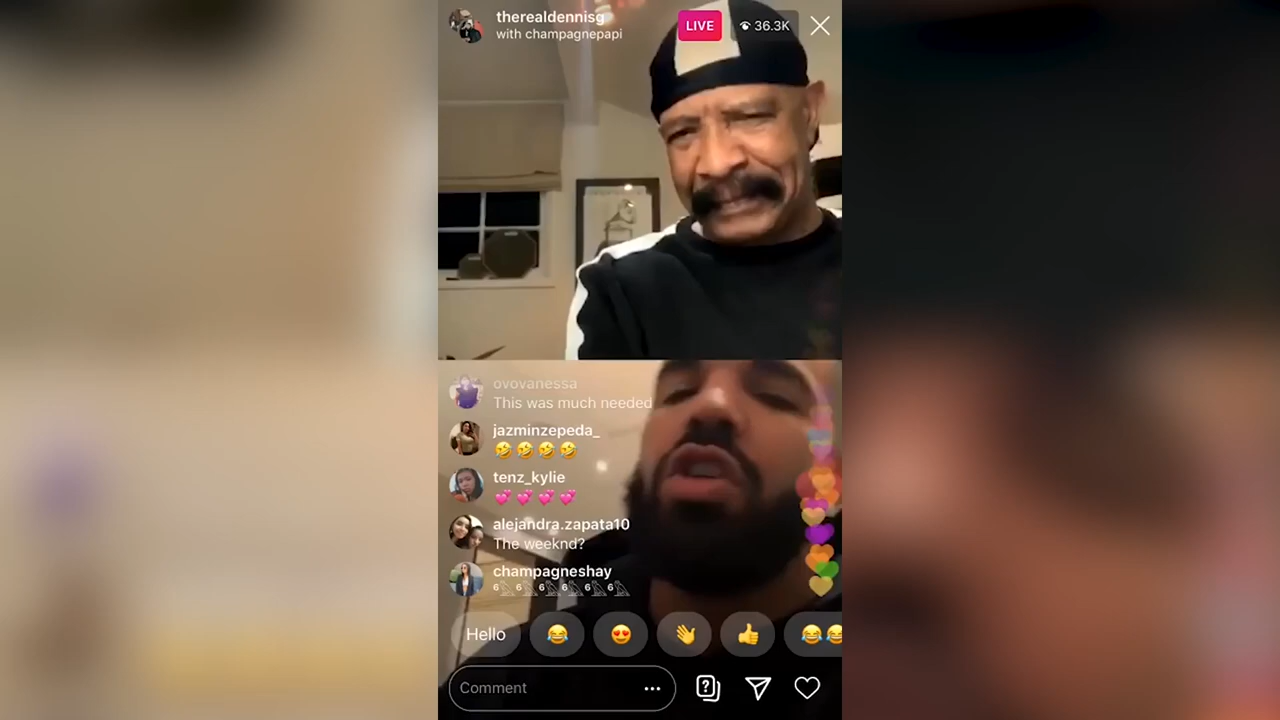 therealdennisg
with champagnepapi
LIVE
36.3K
ovovanessa
This was much needed
jazminzepeda_
🤣🤣🤣🤣
tenz_kylie
💞💞💞💞
alejandra.zapata10
The weeknd?
champagneshay
Hello
Comment